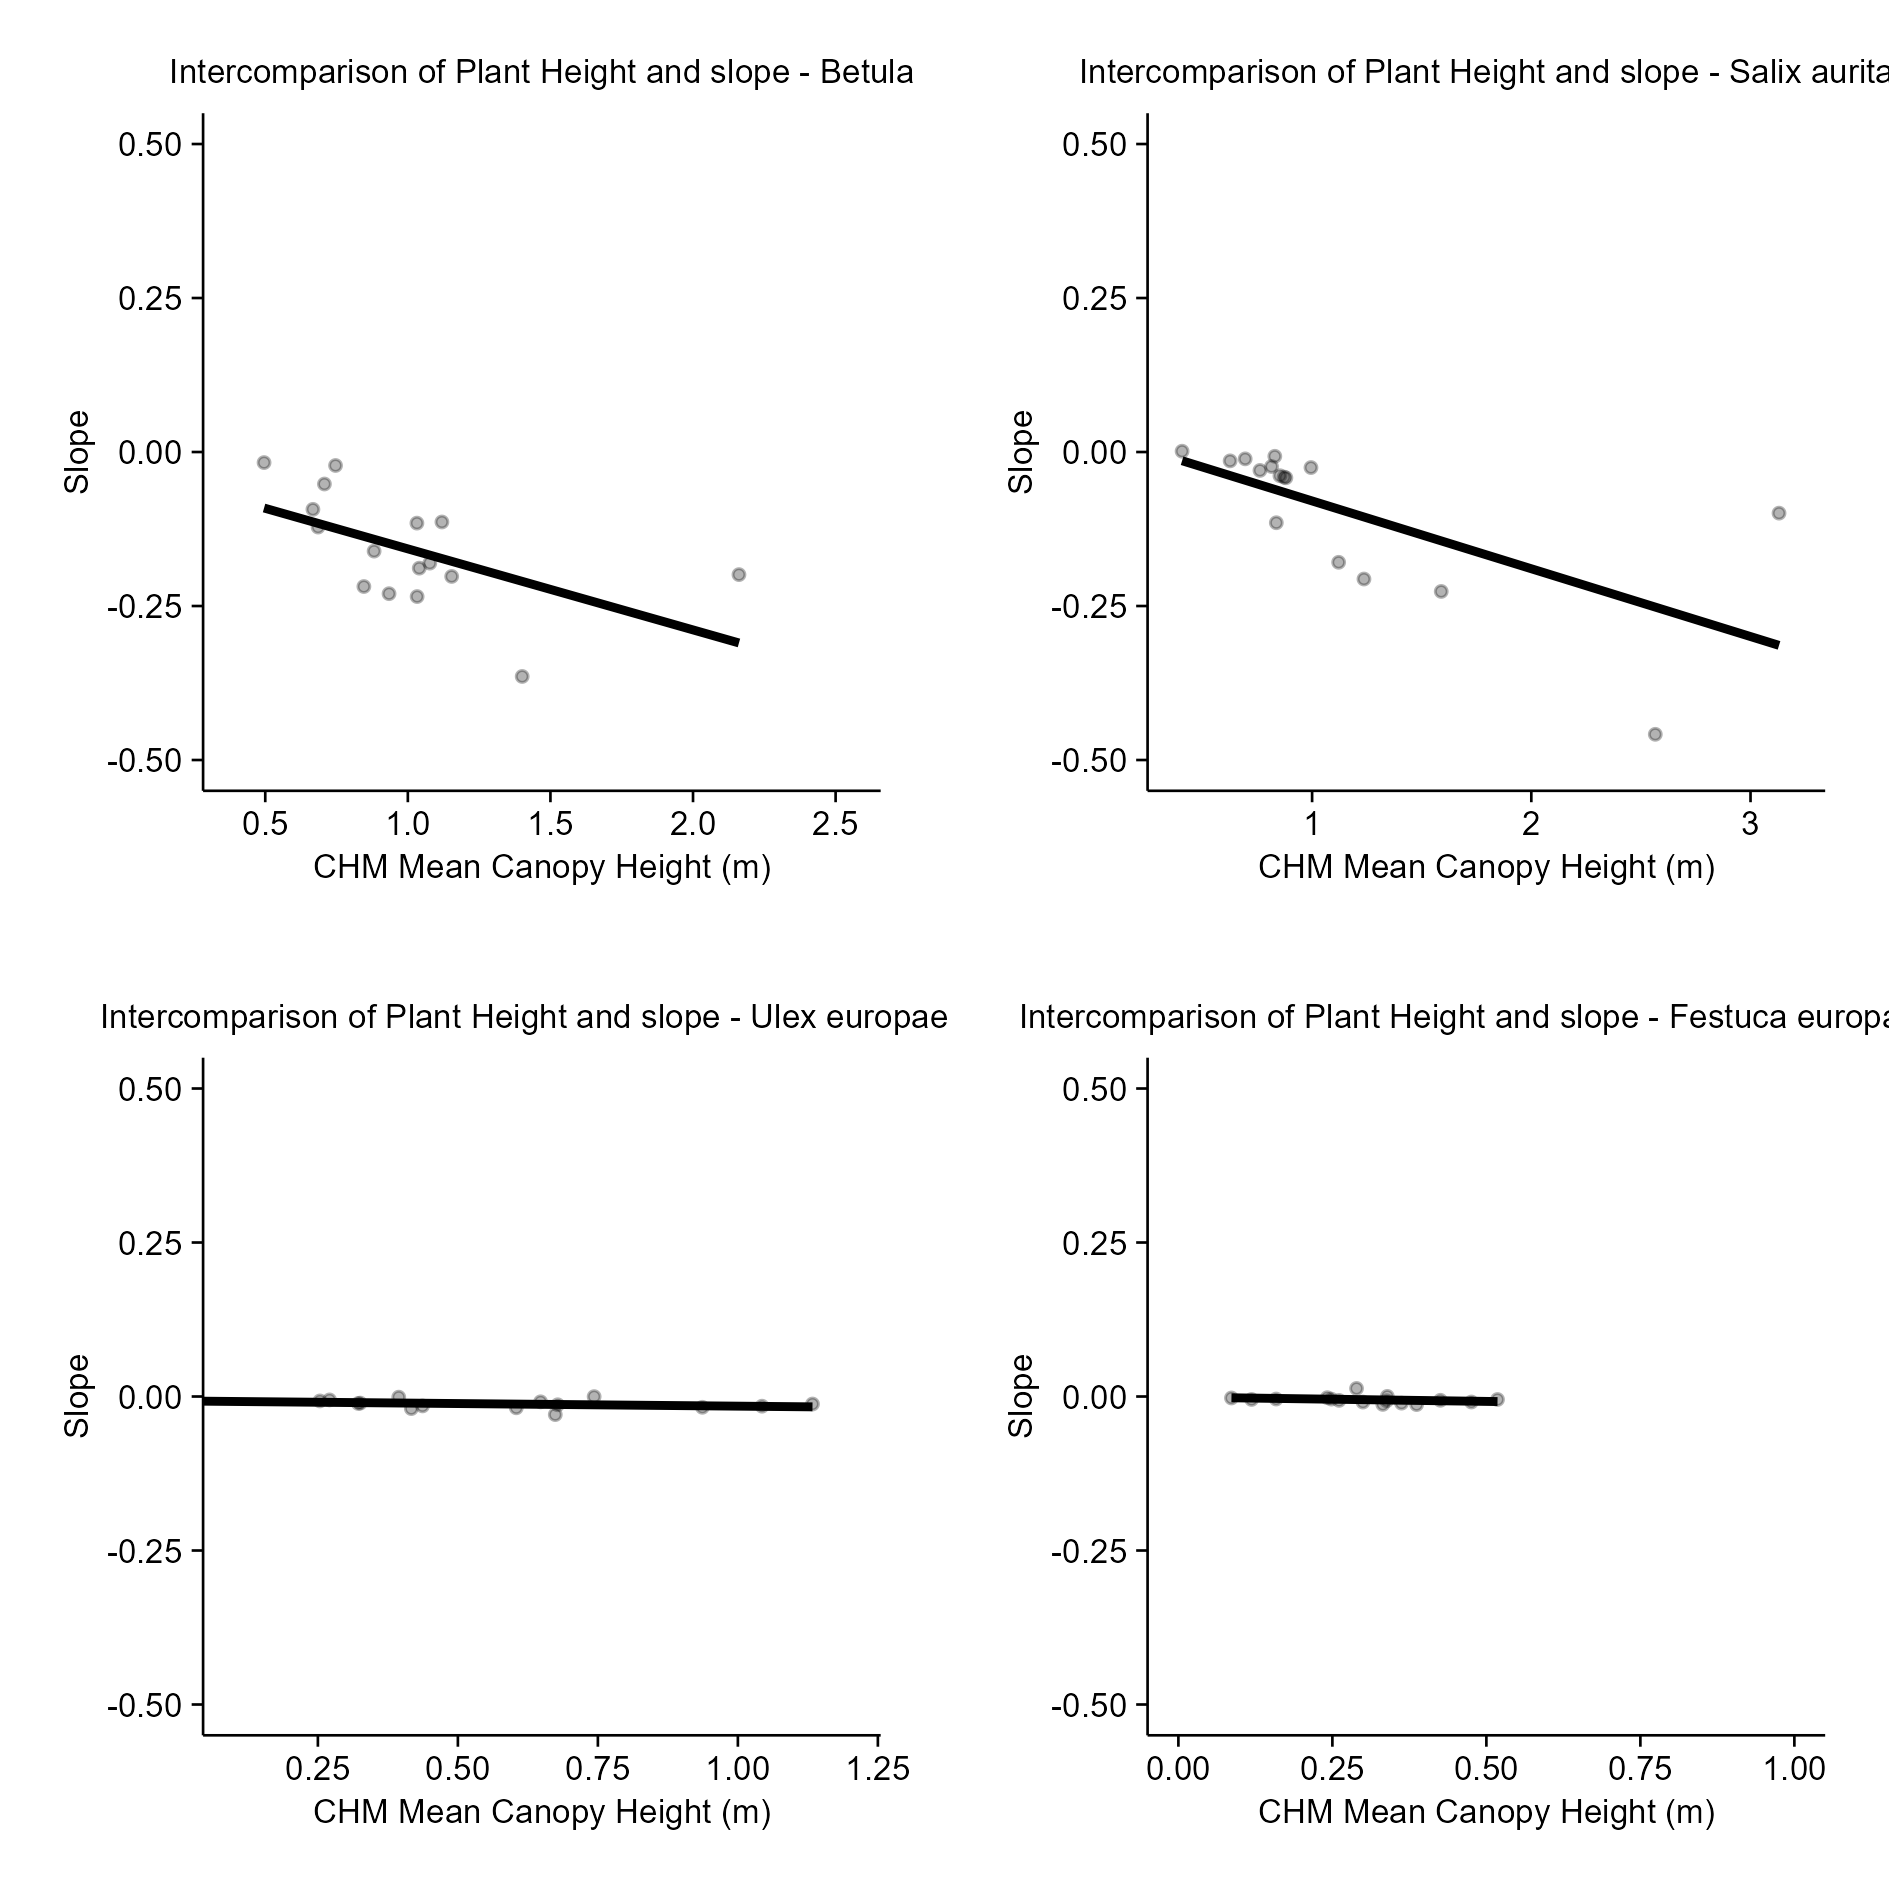 Intercomparison of Plant Height and slope - Betula
0.50
0.25
0.00
-0.25
-0.50
Slope
0.5 1.0 1.5 2.0 2.5
CHM Mean Canopy Height (m)
Intercomparison of Plant Height and slope - Salix aurita
0.50
0.25
0.00
-0.25
-0.50
Slope
1 2 3
CHM Mean Canopy Height (m)
Intercomparison of Plant Height and slope - Ulex europae
0.50
0.25
0.00
-0.25
-0.50
Slope
0.25 0.50 0.75 1.00 1.25
CHM Mean Canopy Height (m)
Intercomparison of Plant Height and slope - Festuca europa
0.50
0.25
0.00
-0.25
-0.50
Slope
0.00 0.25 0.50 0.75 1.00
CHM Mean Canopy Height (m)